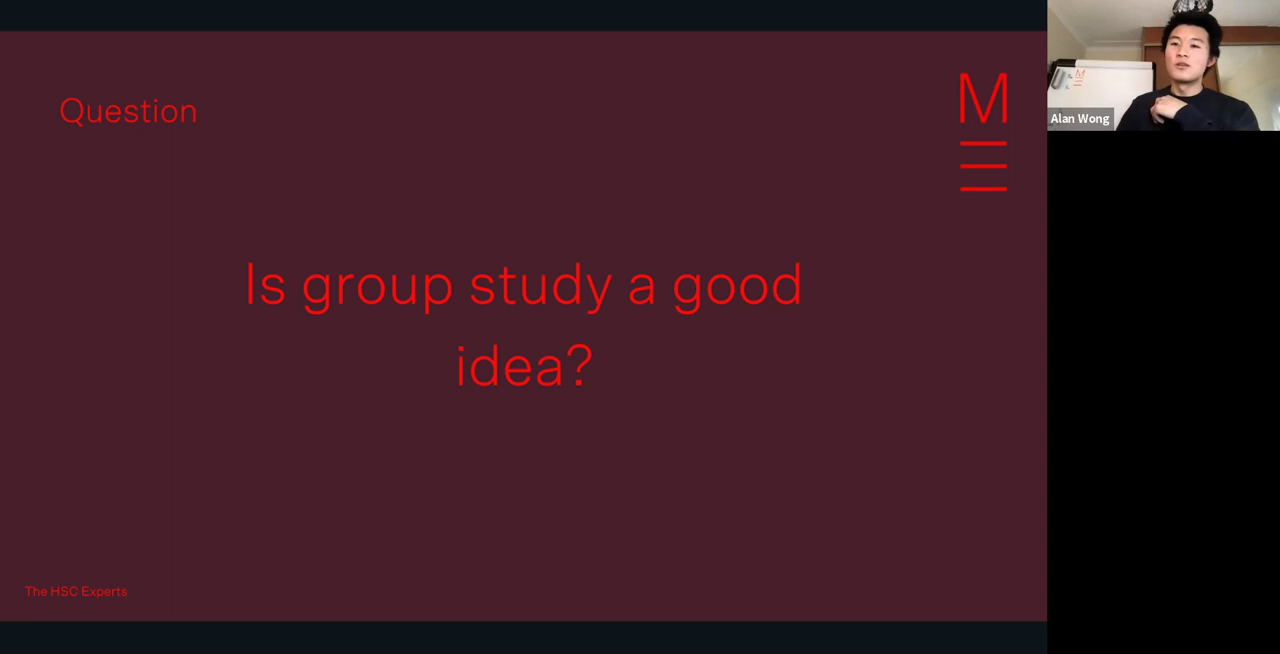 Question
M
Is group study a good
idea?
The HSC Experts
Alan Wong
M